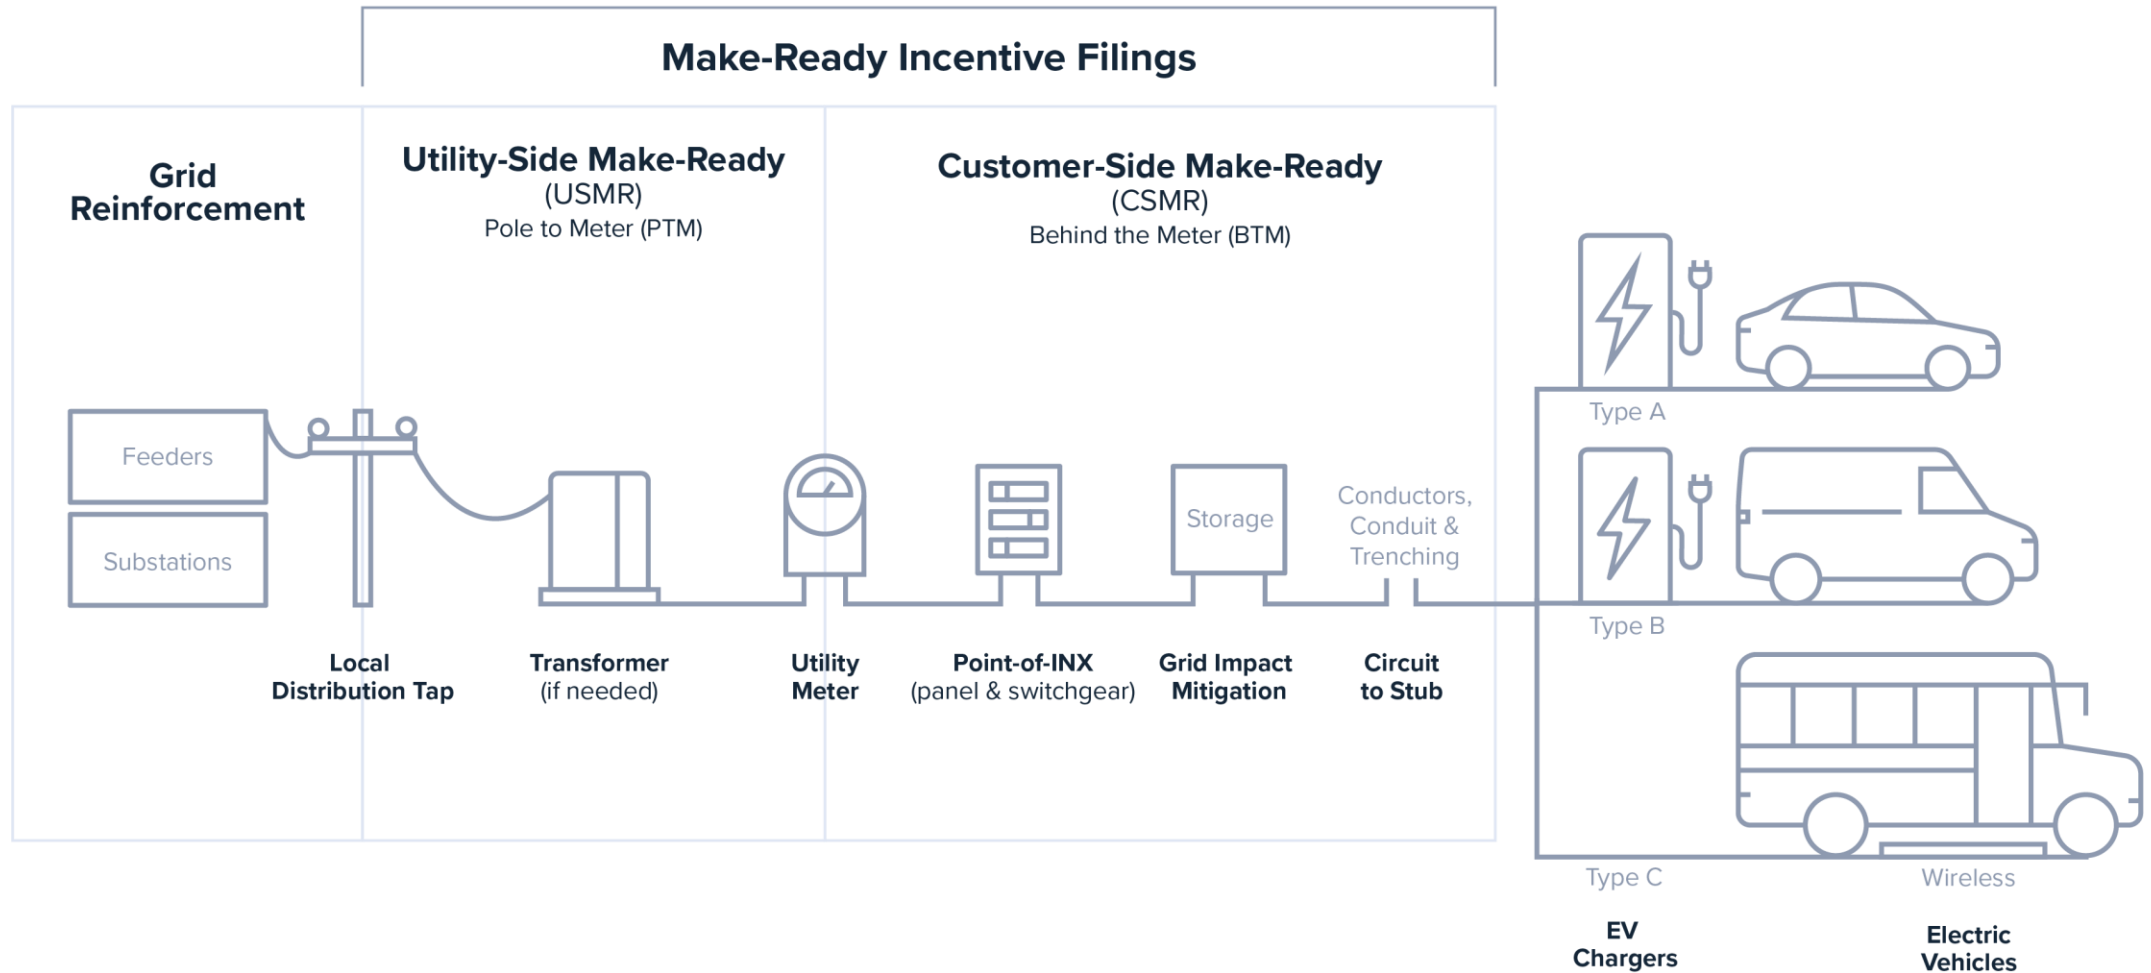 Make-Ready Incentive Filings
Grid
Reinforcement
Utility-Side Make-Ready
(USMR)
Pole to Meter (PTM)
Customer-Side Make-Ready
(CSMR)
Behind the Meter (BTM)
Feeders
Substations
Storage
Conductors,
Conduit &
Trenching
Local
Distribution Tap
Transformer
(if needed)
Utility
Meter
Point-of-INX
(panel & switchgear)
Grid Impact
Mitigation
Circuit
to Stub
Type A
Type B
Type C
Wireless
EV
Chargers
Electric
Vehicles